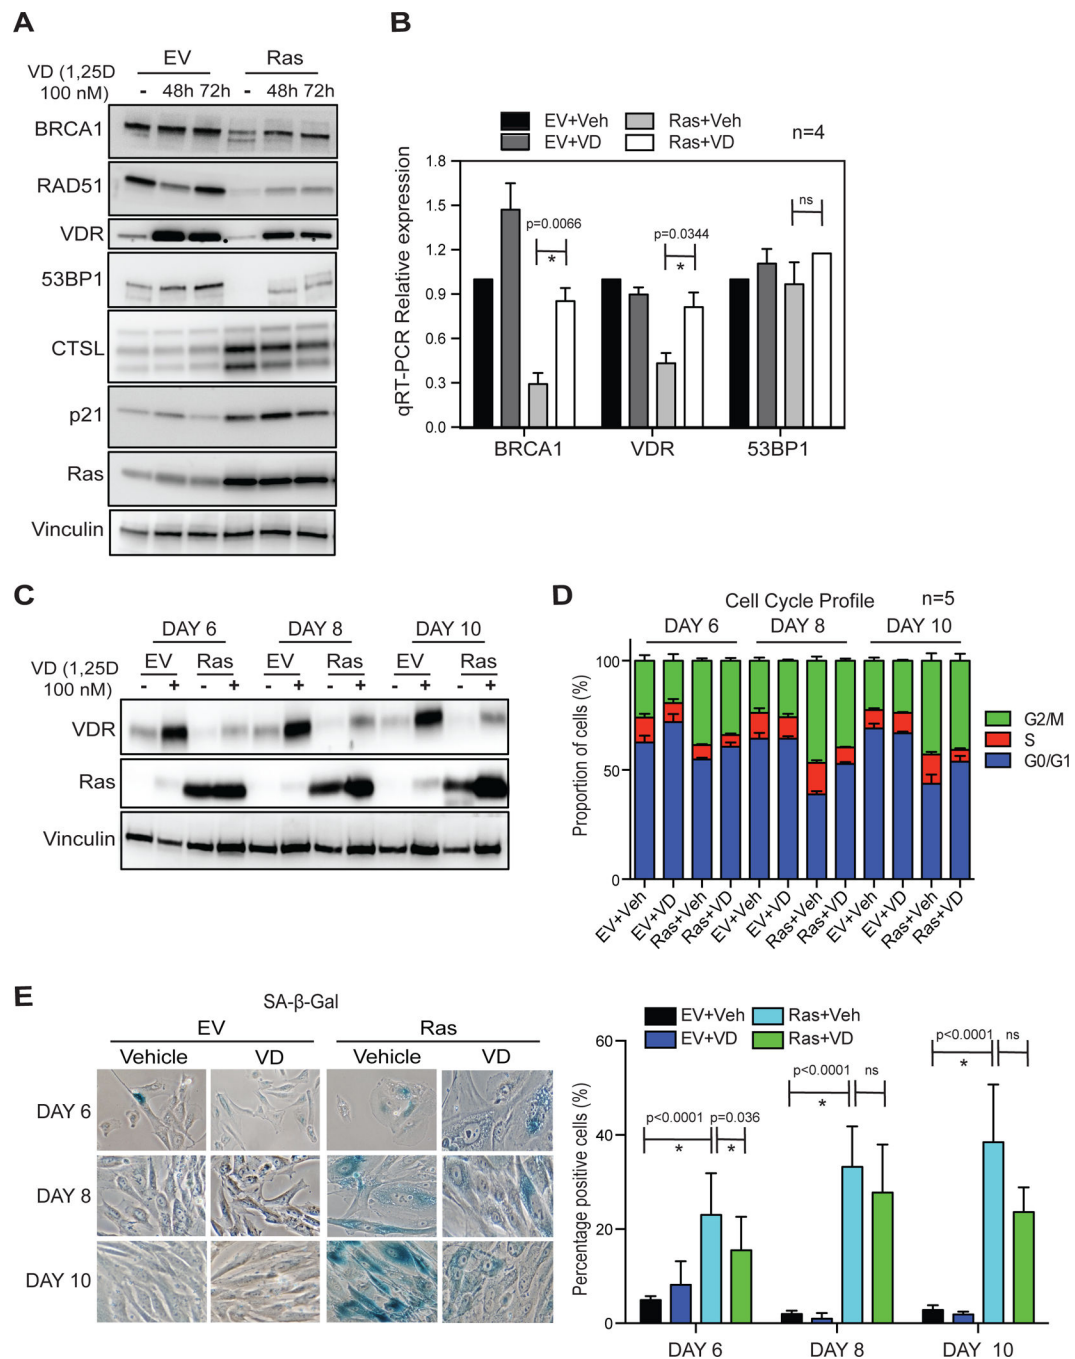 A
EV Ras
VD (1,25D
100 nM)
- 48h 72h - 48h 72h
BRCA1
RAD51
VDR
53BP1
CTSL
p21
Ras
Vinculin
B
EV+Veh Ras+Veh
EV+VD Ras+VD
n=4
qRT-PCR Relative expression
1.8
1.5
1.2
0.9
0.6
0.3
0.0
p=0.0066
*
p=0.0344
*
ns
BRCA1 VDR 53BP1
C
DAY 6 DAY 8 DAY 10
EV Ras EV Ras EV Ras
VD (1,25D
100 nM)
- + - + - + - + - + - +
VDR
Ras
Vinculin
D
Cell Cycle Profile n=5
DAY 6 DAY 8 DAY 10
Proportion of cells (%)
100
50
0
G2/M
S
G0/G1
EV+Veh EV+VD Ras+Veh Ras+VD EV+Veh EV+VD Ras+Veh Ras+VD EV+Veh EV+VD Ras+Veh Ras+VD
E
SA-β-Gal
EV Ras
Vehicle VD Vehicle VD
DAY 6
DAY 8
DAY 10
EV+Veh Ras+Veh
EV+VD Ras+VD
Percentage positive cells (%)
60
40
20
0
p<0.0001 p=0.036
* *
p<0.0001 ns
*
p<0.0001 ns
*
DAY 6 DAY 8 DAY 10